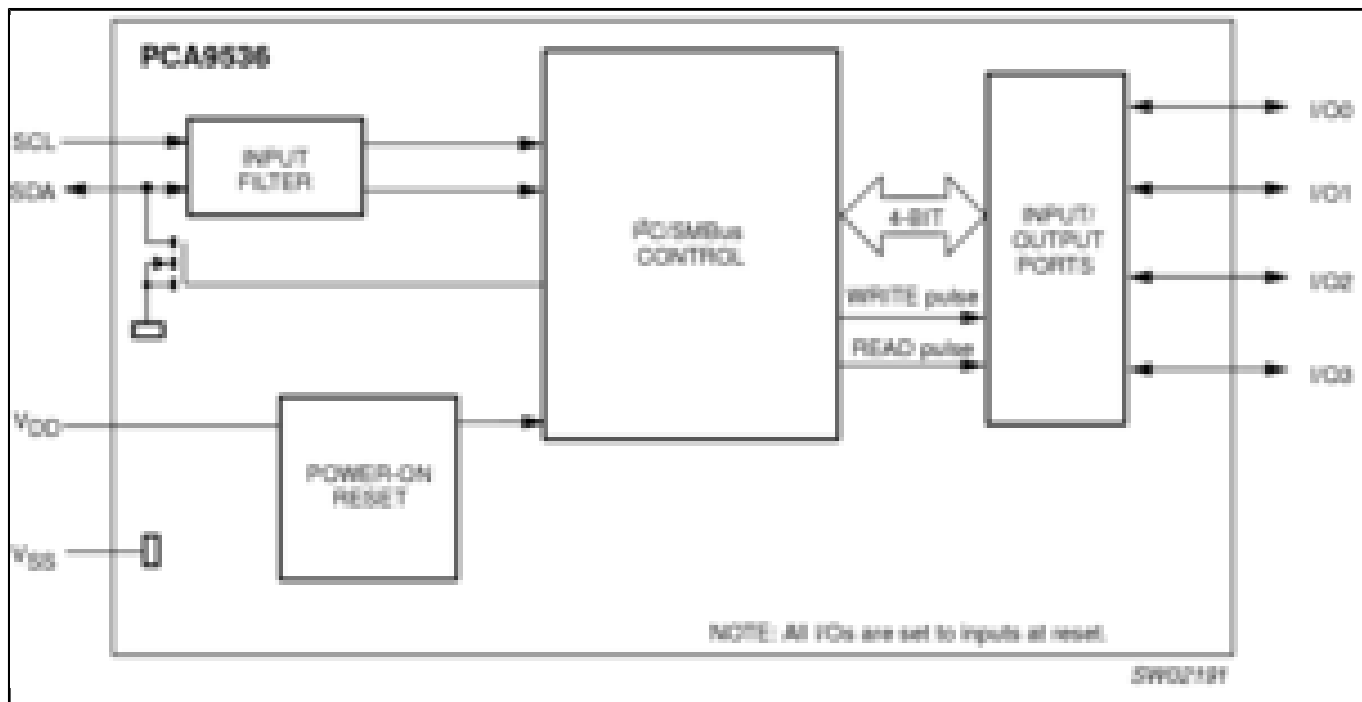 PCA9536
SCL
SDA
INPUT
FILTER
I²C/SMBus
CONTROL
4-BIT
INPUT/
OUTPUT
PORTS
WRITE pulse
READ pulse
I/O0
I/O1
I/O2
I/O3
VDD
POWER-ON
RESET
VSS
NOTE: All I/Os are set to inputs at reset.
SW02191